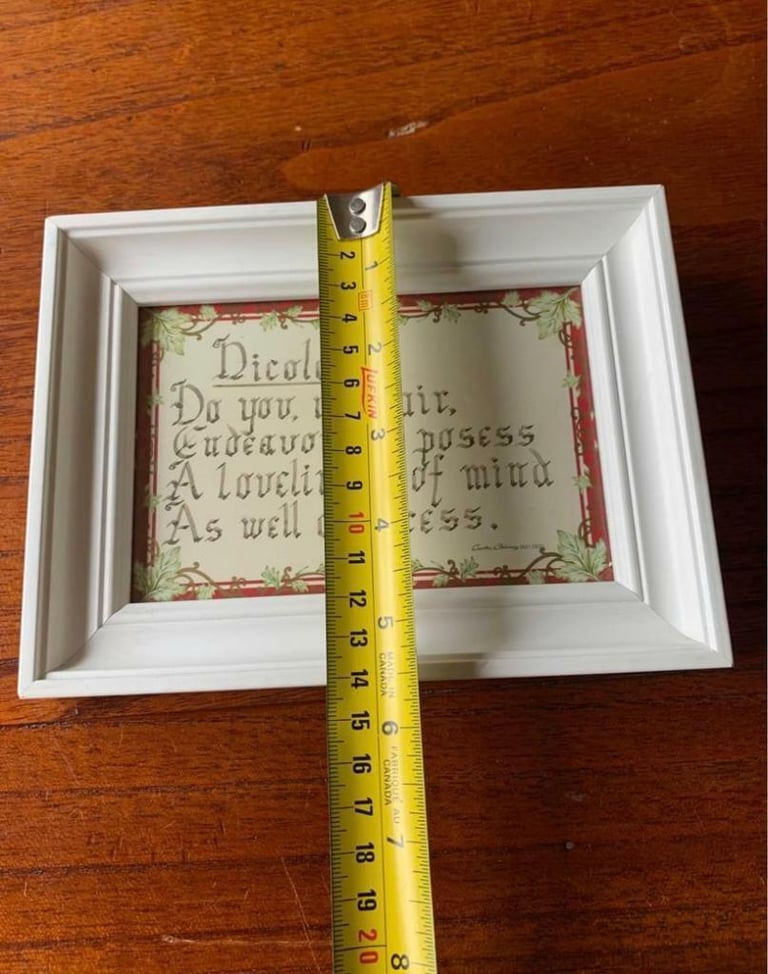 Nicol
Do you,
Endeavo posess
A loveli of mind
As well
1
2
8m
3
4
2
5
LUFKIN
6
7
3
8
9
10
4
11
12
5
13
MADE IN
CANADA
14
15
6
16
FABRIQUÉ AU
CANADA
17
7
18
19
20
8